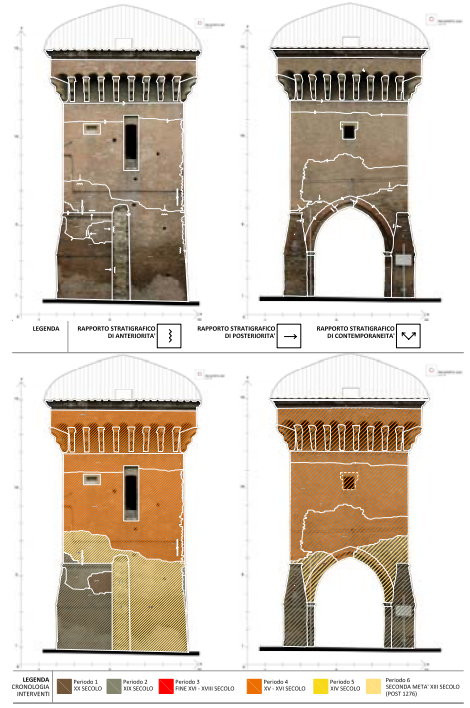 LEGENDA
RAPPORTO STRATIGRAFICO
DI ANTERIORITA'
RAPPORTO STRATIGRAFICO
DI POSTERIORITA'
RAPPORTO STRATIGRAFICO
DI CONTEMPORANEITA'
LEGENDA
CRONOLOGIA
INTERVENTI
Periodo 1
XX SECOLO
Periodo 2
XIX SECOLO
Periodo 3
FINE XVI - XVIII SECOLO
Periodo 4
XV - XVI SECOLO
Periodo 5
XIV SECOLO
Periodo 6
SECONDA META' XIII SECOLO
(POST 1276)